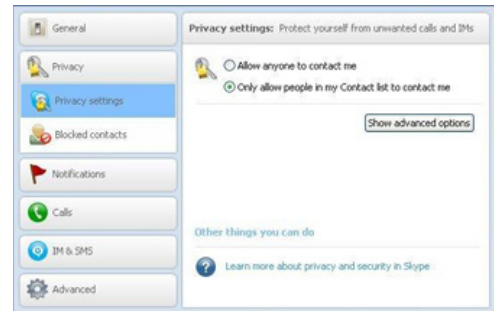 General
Privacy
Privacy settings
Blocked contacts
Notifications
Calls
IM & SMS
Advanced
Privacy settings: Protect yourself from unwanted calls and IMs
Allow anyone to contact me
Only allow people in my Contact list to contact me
Show advanced options
Other things you can do
Learn more about privacy and security in Skype